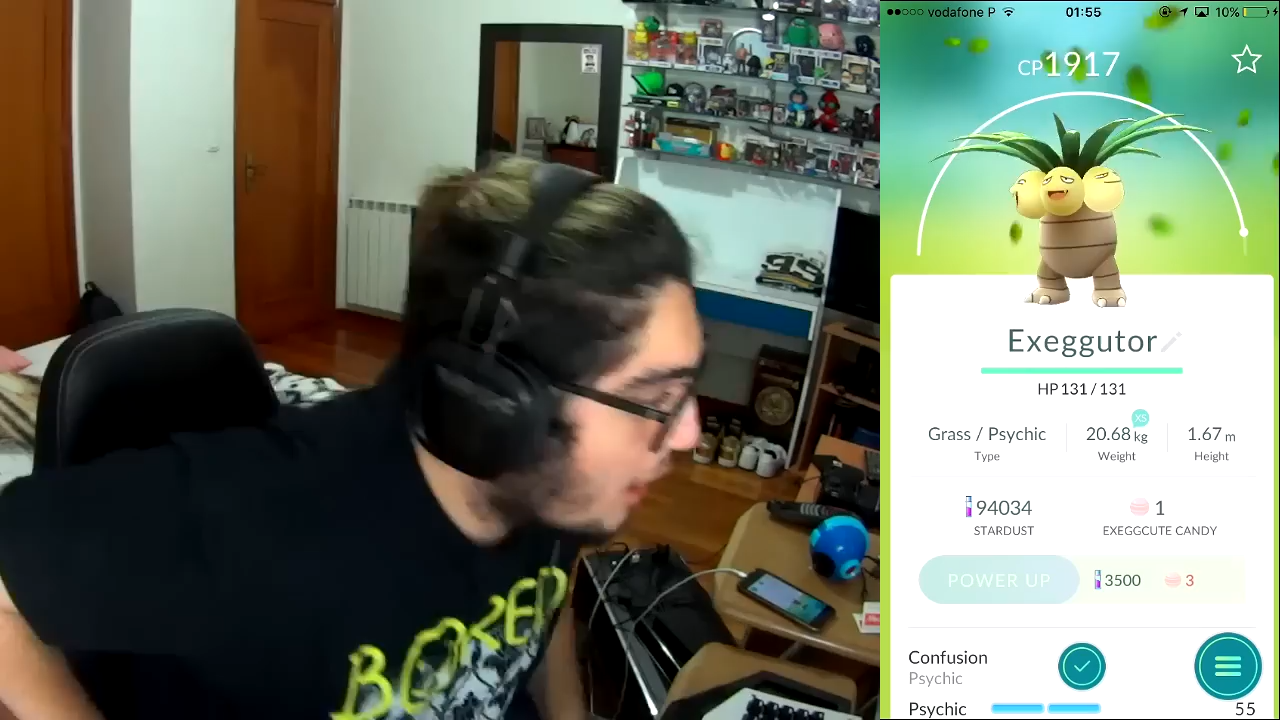 vodafone P 01:55 10%
CP1917
Exeggutor
HP 131 / 131
XS
Grass / Psychic 20.68 kg 1.67 m
Type Weight Height
94034 1
STARDUST EXEGGCUTE CANDY
POWER UP 3500 3
Confusion
Psychic
Psychic 55
BORED